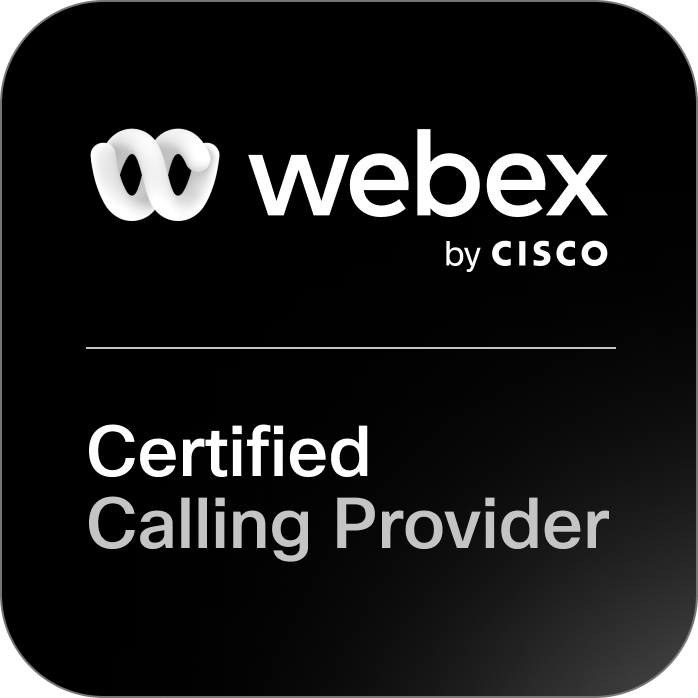 webex
by CISCO
Certified
Calling Provider